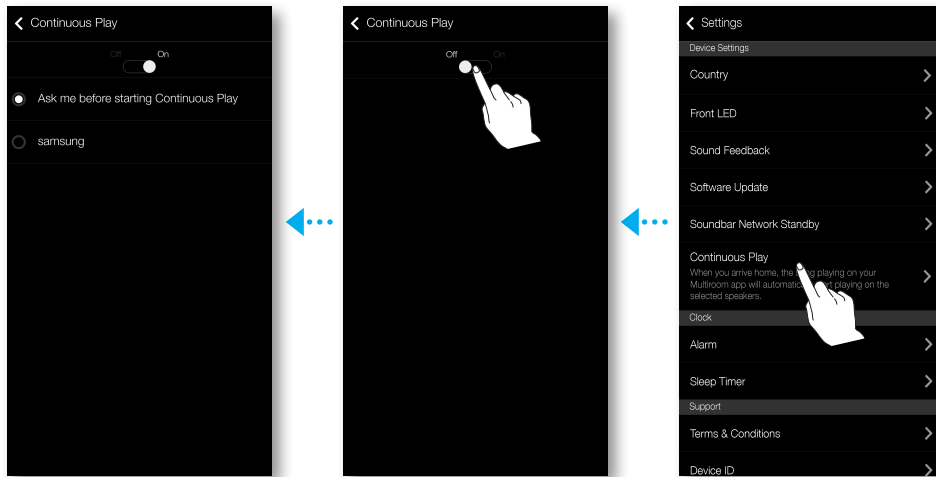 Continuous Play
Off On
Ask me before starting Continuous Play
samsung
Continuous Play
Off On
Settings
Device Settings
Country
Front LED
Sound Feedback
Software Update
Soundbar Network Standby
Continuous Play
When you arrive home, the playing on your
Multiroom app will playing on the
selected speakers.
Clock
Alarm
Sleep Timer
Support
Terms & Conditions
Device ID